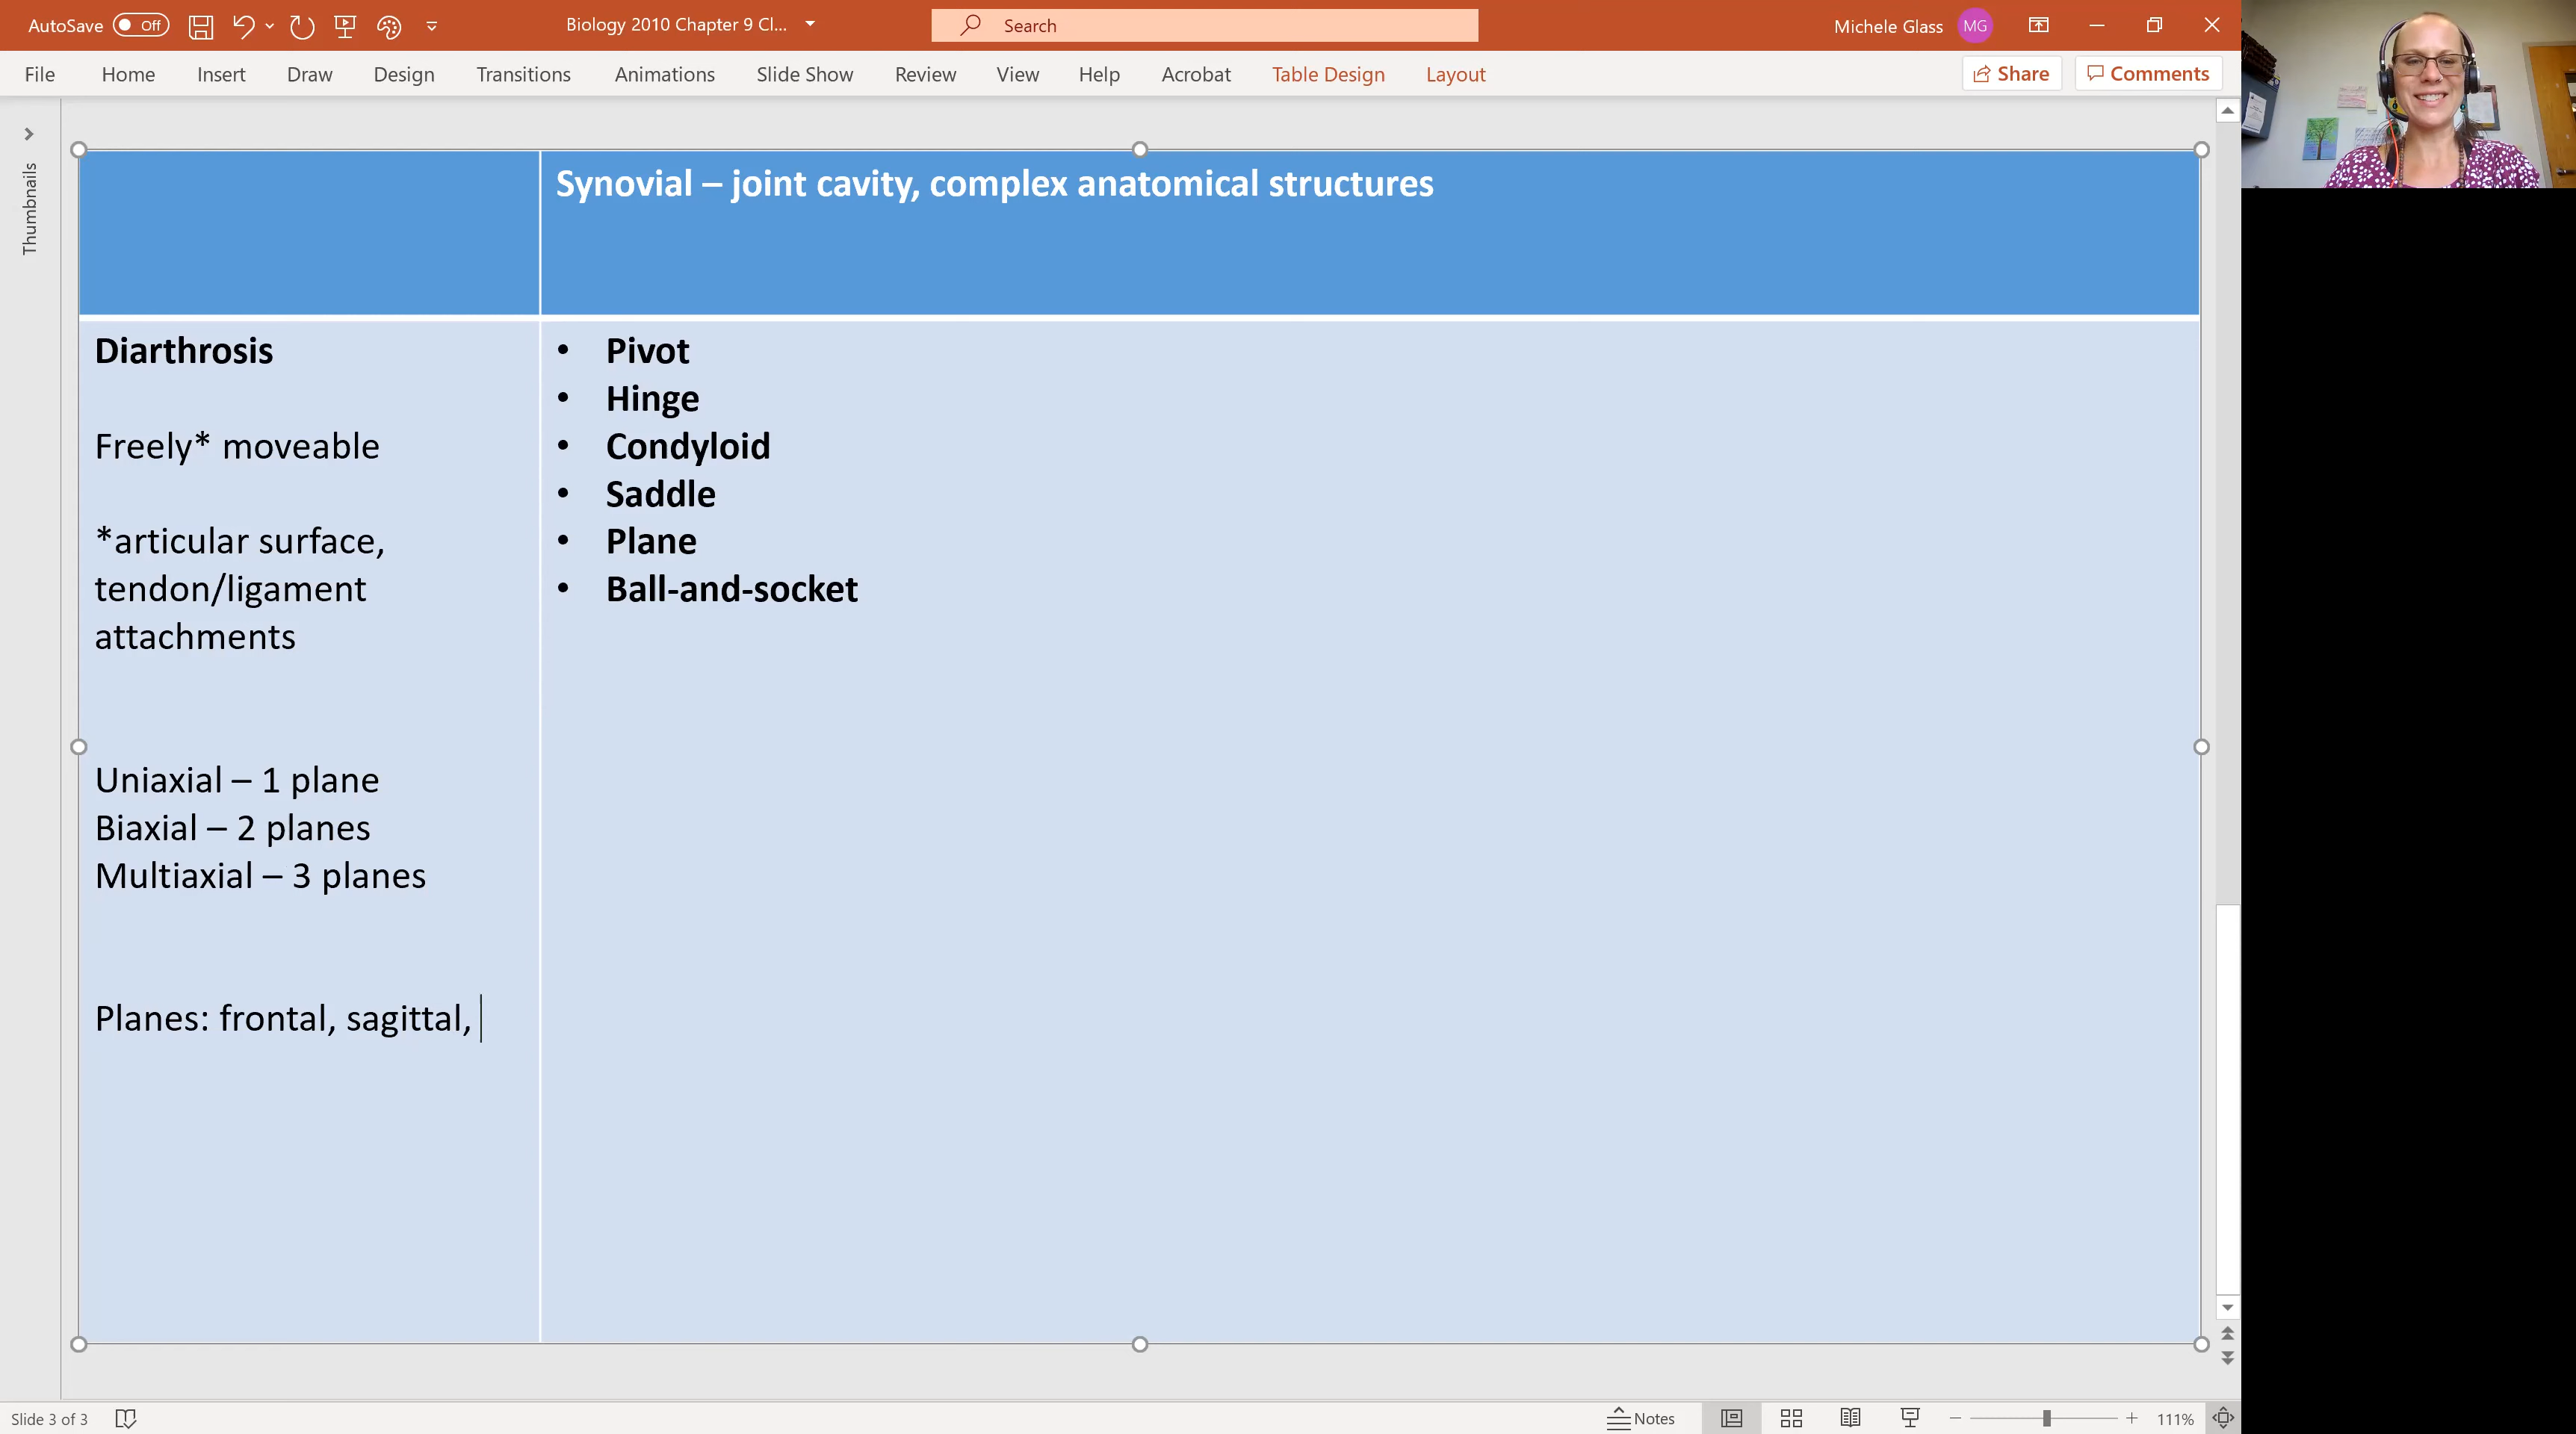 AutoSave Off
Biology 2010 Chapter 9 Cl...
Search
Michele Glass MG
File Home Insert Draw Design Transitions Animations Slide Show Review View Help Acrobat Table Design Layout
Share Comments
Thumbnails
Synovial – joint cavity, complex anatomical structures
Diarthrosis
Freely* moveable
*articular surface,
tendon/ligament
attachments
Uniaxial – 1 plane
Biaxial – 2 planes
Multiaxial – 3 planes
Planes: frontal, sagittal,
• Pivot
• Hinge
• Condyloid
• Saddle
• Plane
• Ball-and-socket
Slide 3 of 3
Notes
111%